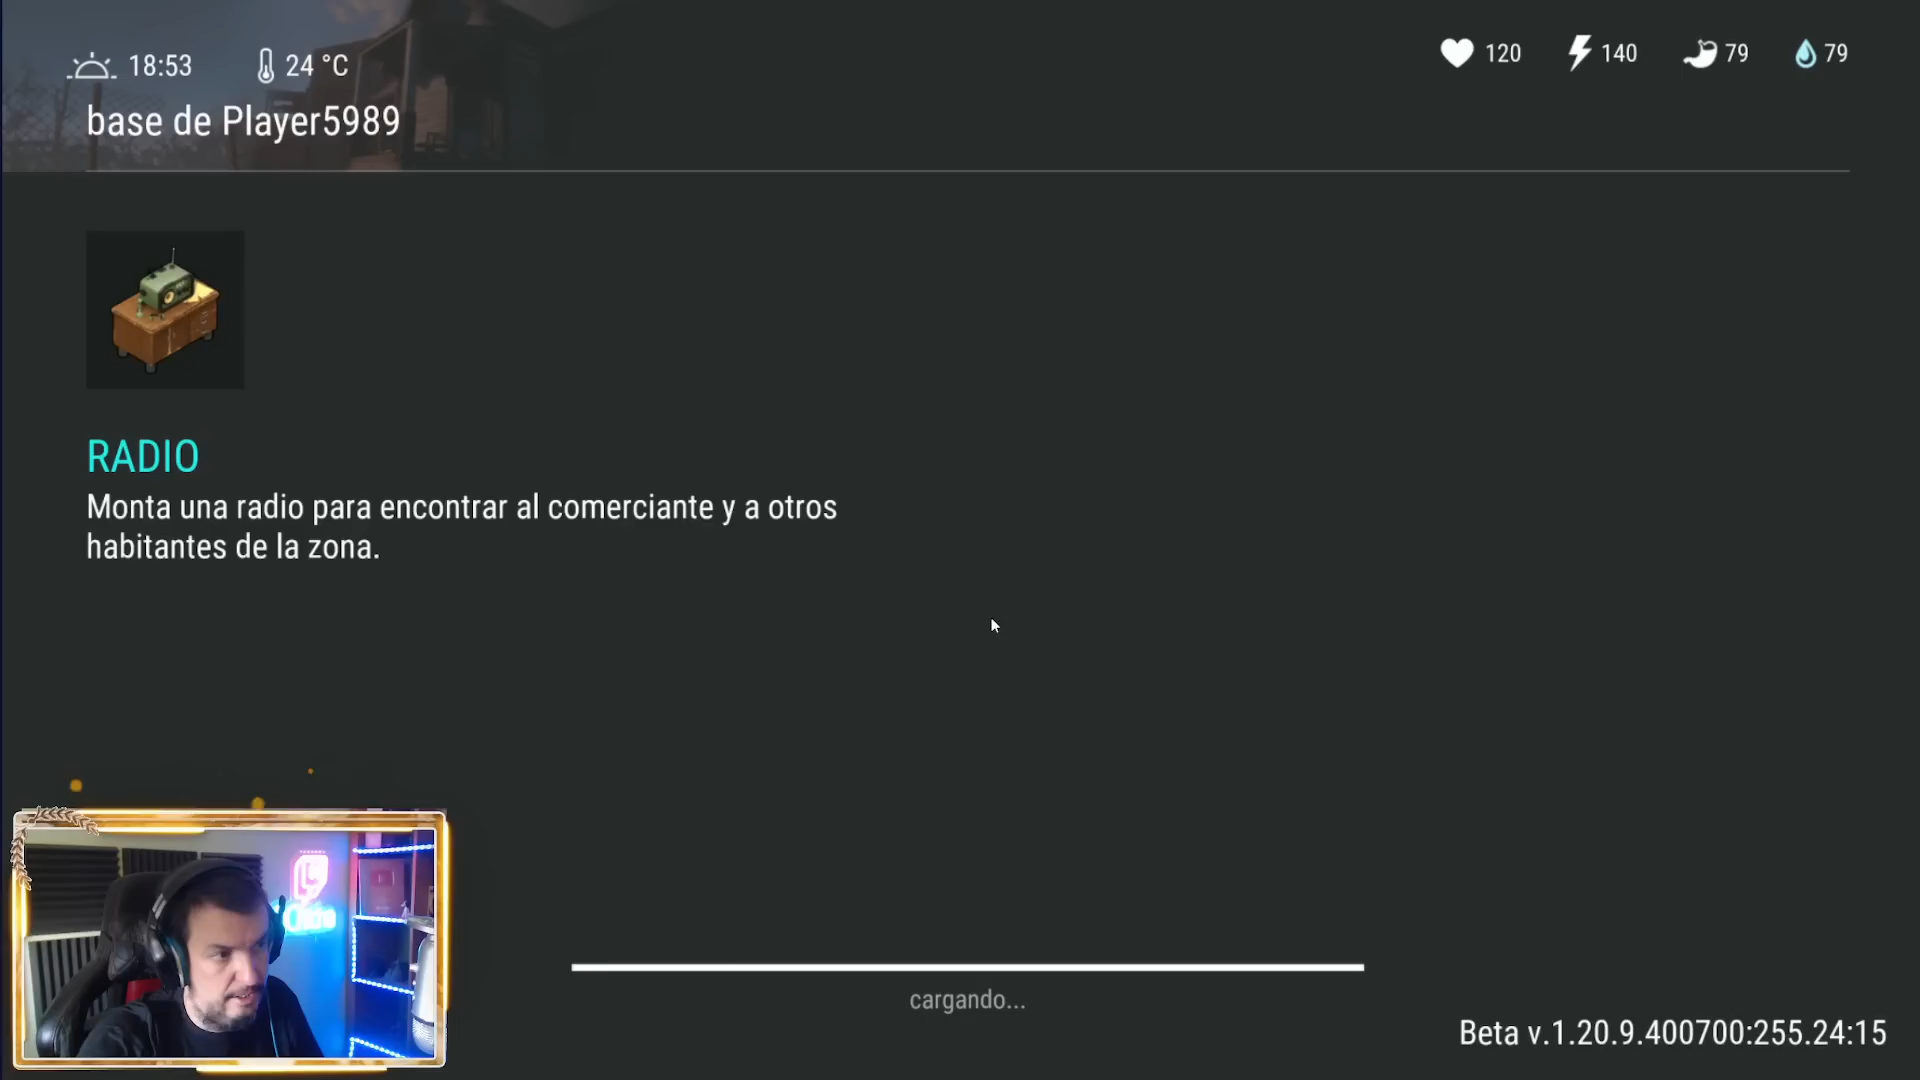 18:53 24 °C
120 140 79 79
base de Player5989
RADIO
Monta una radio para encontrar al comerciante y a otros
habitantes de la zona.
cargando...
Beta v.1.20.9.400700:255.24:15